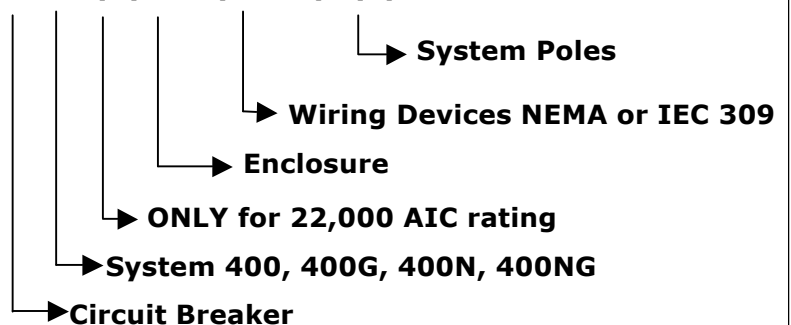 System Poles
Wiring Devices NEMA or IEC 309
Enclosure
ONLY for 22,000 AIC rating
System 400, 400G, 400N, 400NG
Circuit Breaker